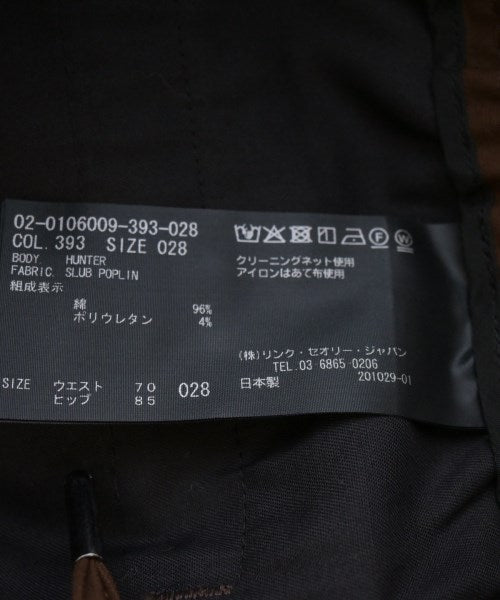 02-0106009-393-028
COL. 393 SIZE 028
BODY HUNTER
FABRIC. SLUB POPLIN
組成表示
綿 96%
ポリウレタン 4%
SIZE ウエスト 70 028
ヒップ 85
クリーニングネット使用
アイロンはあて布使用
(株)リンク・セオリー・ジャパン
TEL.03-6865-0206
日本製 201029-01